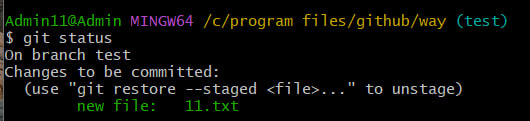 Admin11@Admin MINGW64 /c/program files/github/way (test)
$ git status
On branch test
Changes to be committed:
  (use "git restore --staged <file>..." to unstage)
        new file:   11.txt